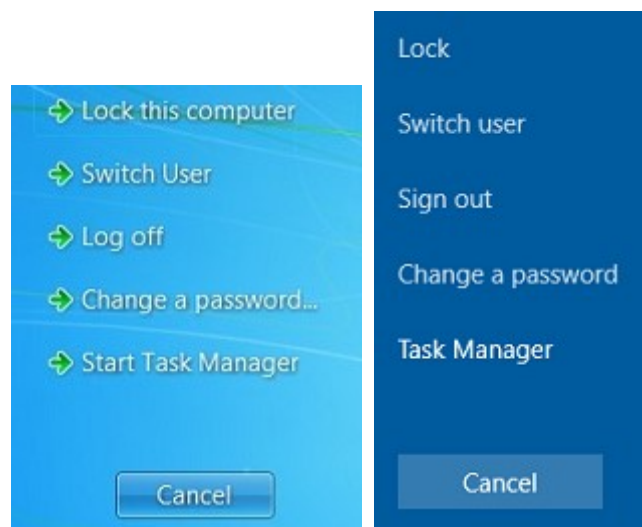 Lock this computer
Switch User
Log off
Change a password...
Start Task Manager
Cancel
Lock
Switch user
Sign out
Change a password
Task Manager
Cancel